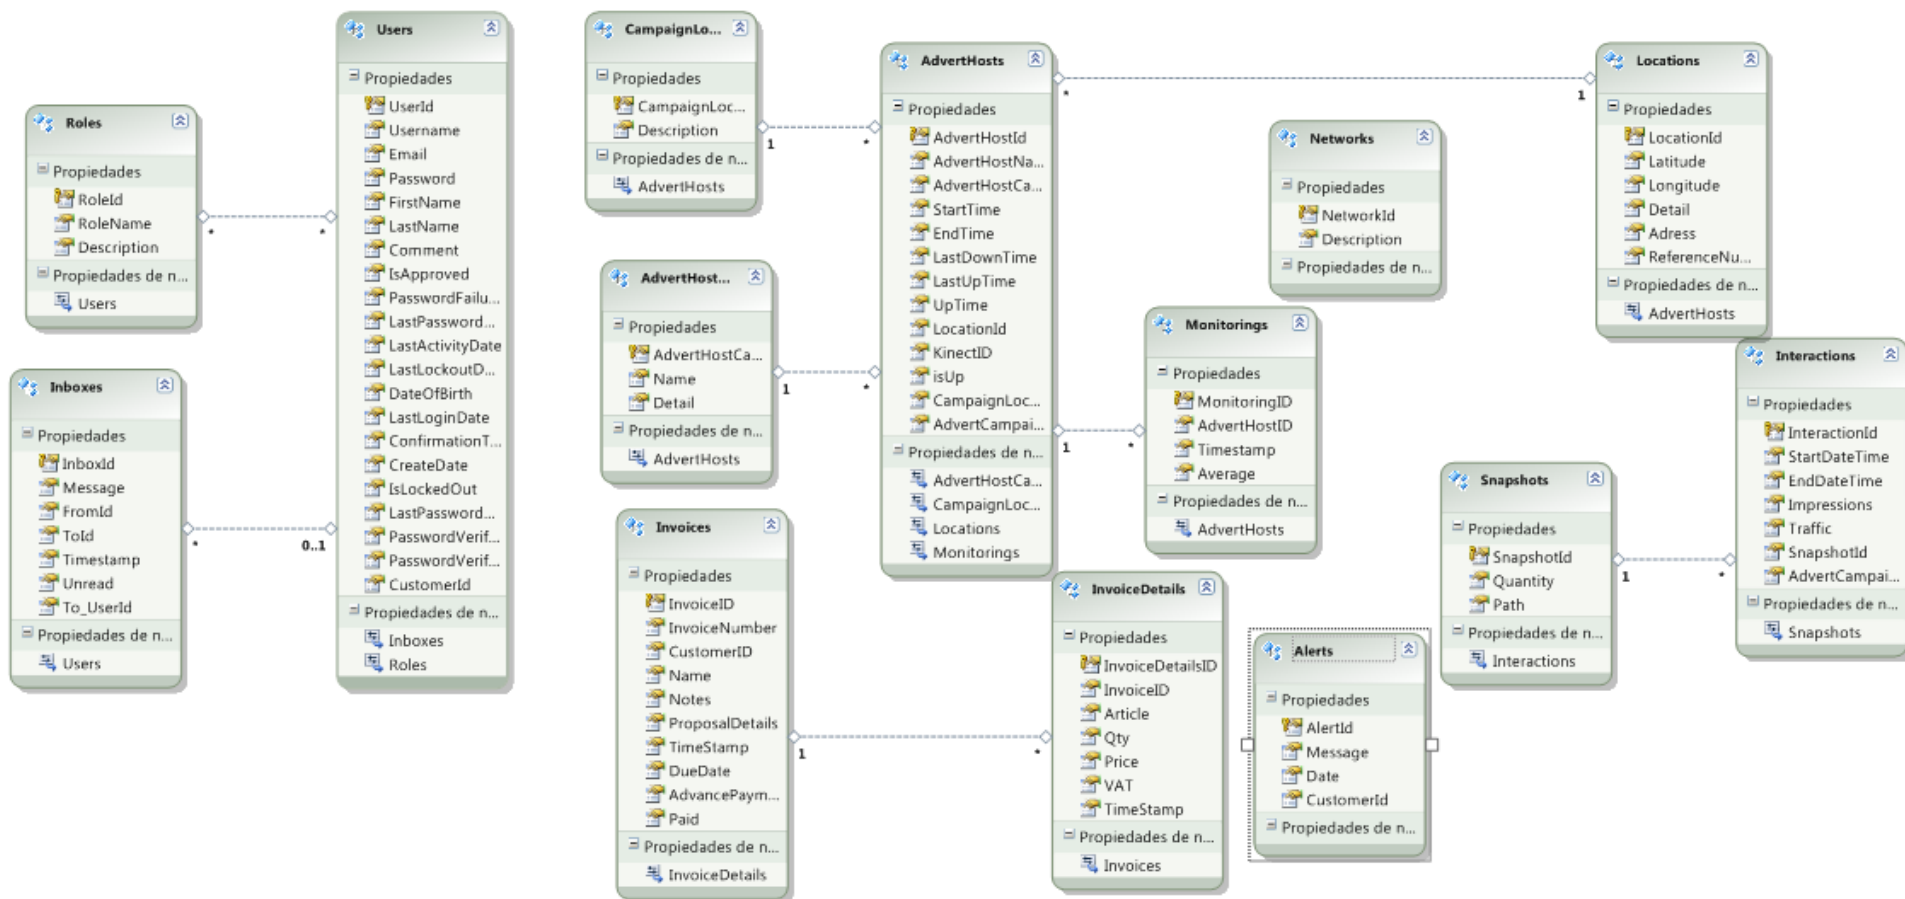 Roles
Propiedades
RoleId
RoleName
Description
Propiedades de n...
Users
Inboxes
Propiedades
InboxId
Message
FromId
ToId
Timestamp
Unread
To_UserId
Propiedades de n...
Users
*
*
*
0..1
Users
Propiedades
UserId
Username
Email
Password
FirstName
LastName
Comment
IsApproved
PasswordFailu...
LastPassword...
LastActivityDate
LastLockoutD...
DateOfBirth
LastLoginDate
ConfirmationT...
CreateDate
IsLockedOut
LastPassword...
PasswordVerif...
PasswordVerif...
CustomerId
Propiedades de n...
Inboxes
Roles
CampaignLo...
Propiedades
CampaignLoc...
Description
Propiedades de n...
AdvertHosts
1
*
AdvertHost...
Propiedades
AdvertHostCa...
Name
Detail
Propiedades de n...
AdvertHosts
1
*
Invoices
Propiedades
InvoiceID
InvoiceNumber
CustomerID
Name
Notes
ProposalDetails
TimeStamp
DueDate
AdvancePaym...
Paid
Propiedades de n...
InvoiceDetails
1
*
AdvertHosts
Propiedades
AdvertHostId
AdvertHostNa...
AdvertHostCa...
StartTime
EndTime
LastDownTime
LastUpTime
UpTime
LocationId
KinectID
isUp
CampaignLoc...
AdvertCampai...
Propiedades de n...
AdvertHostCa...
CampaignLoc...
Locations
Monitorings
*
1
1
*
InvoiceDetails
Propiedades
InvoiceDetailsID
InvoiceID
Article
Qty
Price
VAT
TimeStamp
Propiedades de n...
Invoices
Monitorings
Propiedades
MonitoringID
AdvertHostID
Timestamp
Average
Propiedades de n...
AdvertHosts
Networks
Propiedades
NetworkId
Description
Propiedades de n...
Alerts
Propiedades
AlertId
Message
Date
CustomerId
Propiedades de n...
Locations
Propiedades
LocationId
Latitude
Longitude
Detail
Adress
ReferenceNu...
Propiedades de n...
AdvertHosts
Snapshots
Propiedades
SnapshotId
Quantity
Path
Propiedades de n...
Interactions
1
*
Interactions
Propiedades
InteractionId
StartDateTime
EndDateTime
Impressions
Traffic
SnapshotId
AdvertCampai...
Propiedades de n...
Snapshots